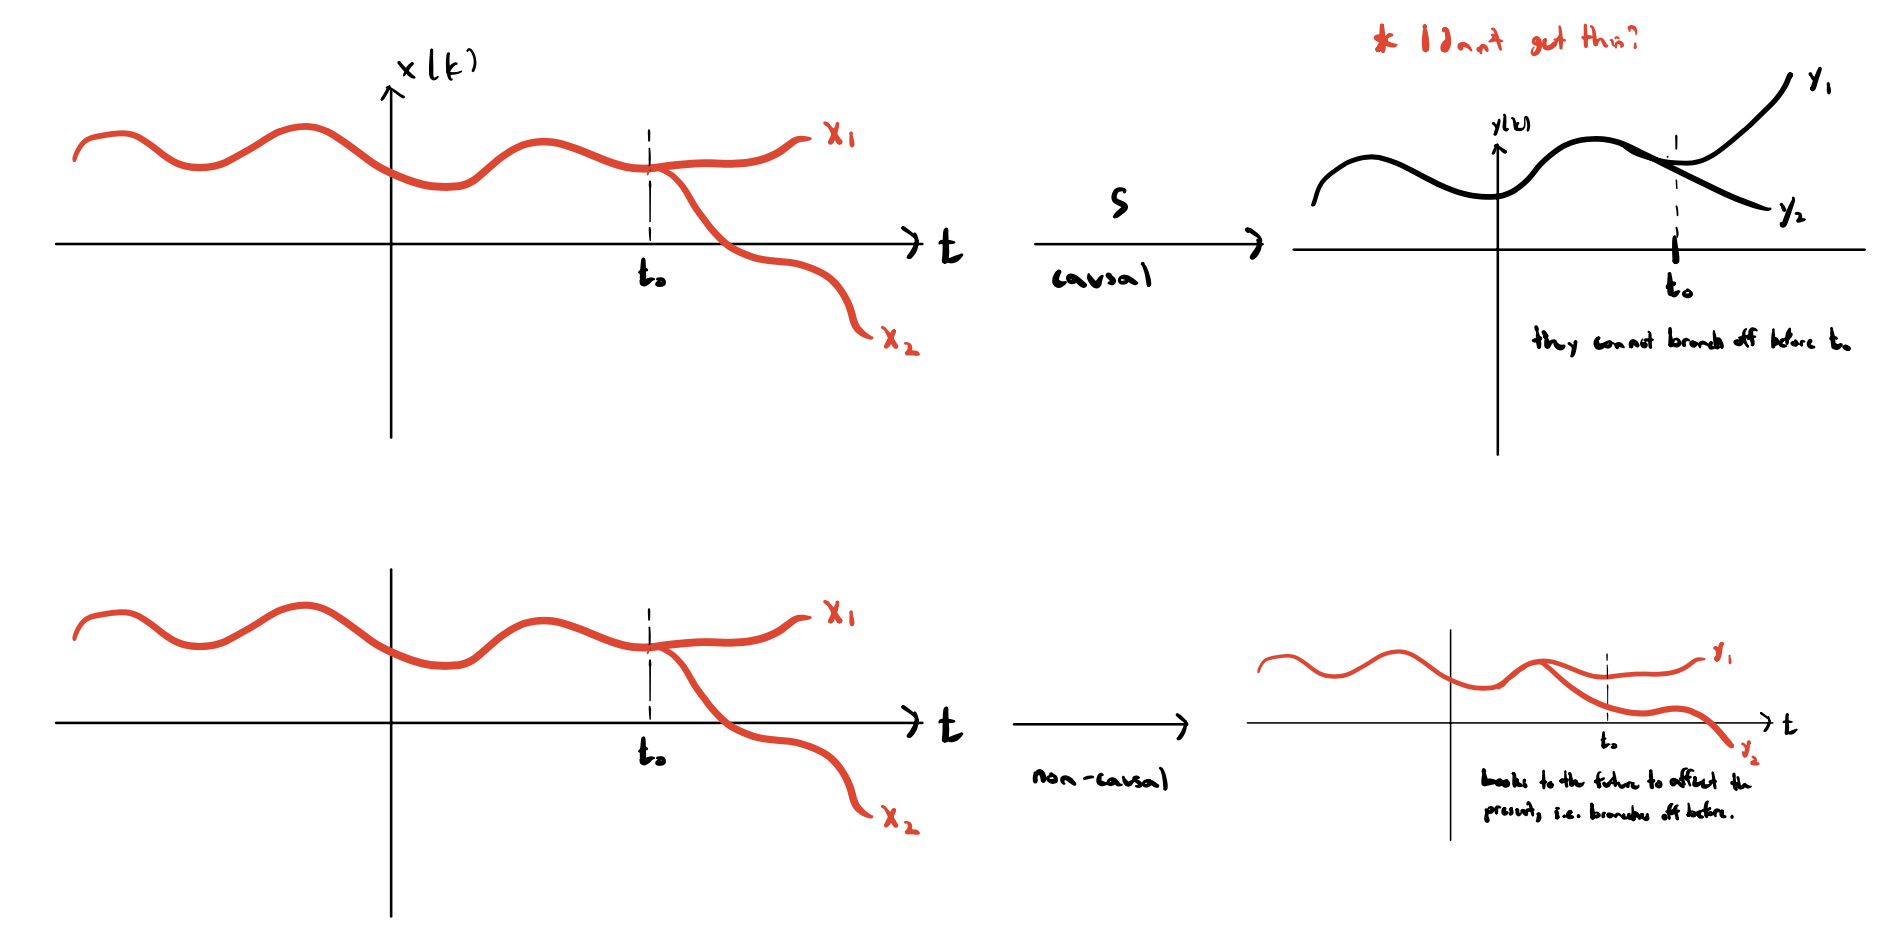 * I don't get this?
x(k)
y(k)
x1
y1
y2
t
t0
x2
S
causal
t0
they cannot branch off before t0
x1
t
t0
x2
non-causal
y1
t
t0
y2
looks to the future to affect the
present, i.e. branches off before.